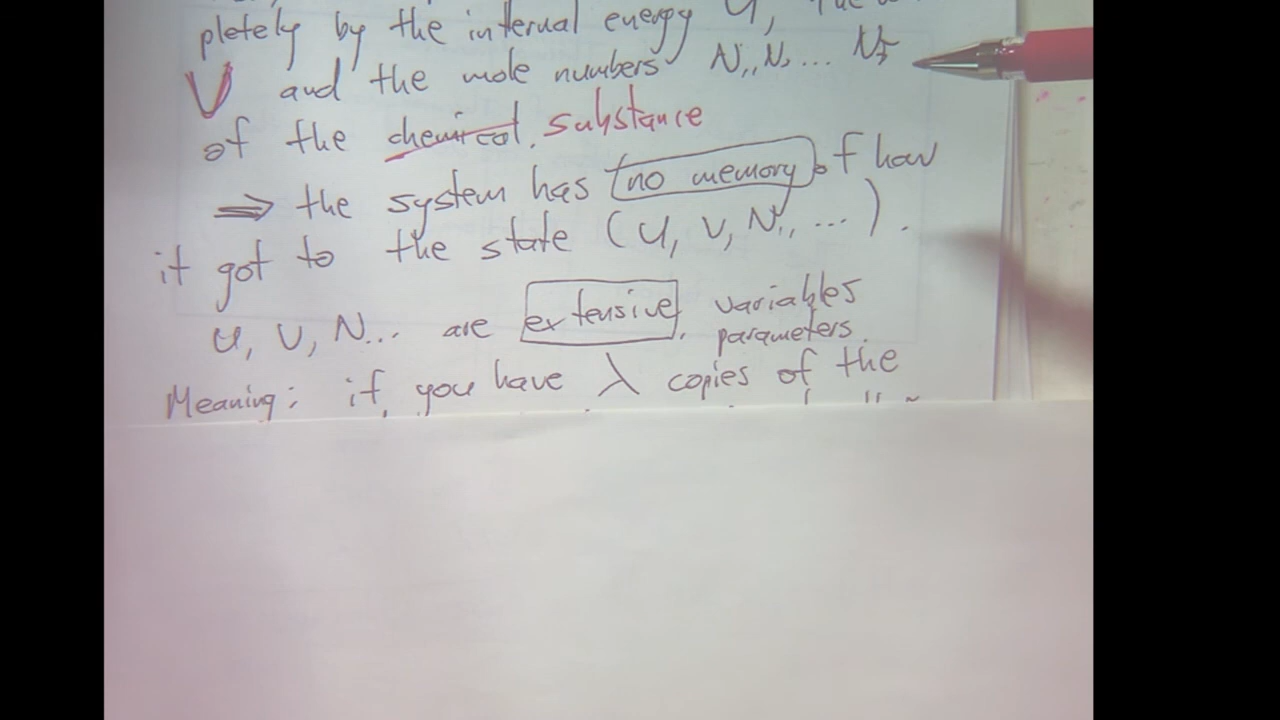 pletely by the internal energy U,
V and the mole numbers N₁, N₂ ... Nr
of the chemical. substance
⇒ the system has no memory of how
it got to the state (U, V, N₁, ...).
U, V, N... are extensive variables
parameters.
Meaning: if you have λ copies of the